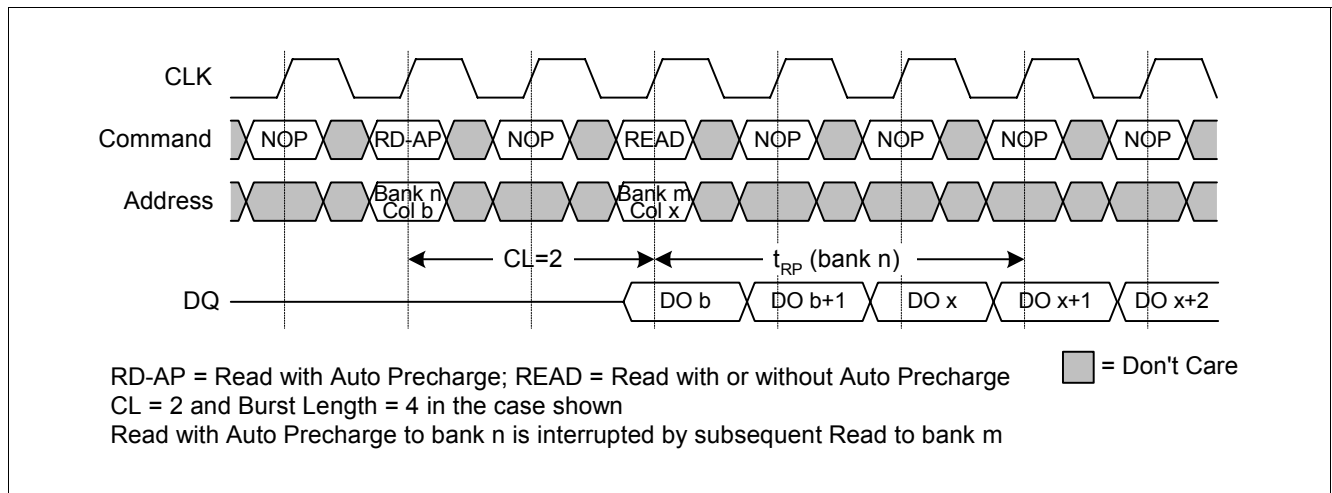 CLK
Command NOP RD-AP NOP READ NOP NOP NOP NOP
Address Bank n Bank m
Col b Col x
CL=2 tRP (bank n)
DQ DO b DO b+1 DO x DO x+1 DO x+2
RD-AP = Read with Auto Precharge; READ = Read with or without Auto Precharge = Don't Care
CL = 2 and Burst Length = 4 in the case shown
Read with Auto Precharge to bank n is interrupted by subsequent Read to bank m